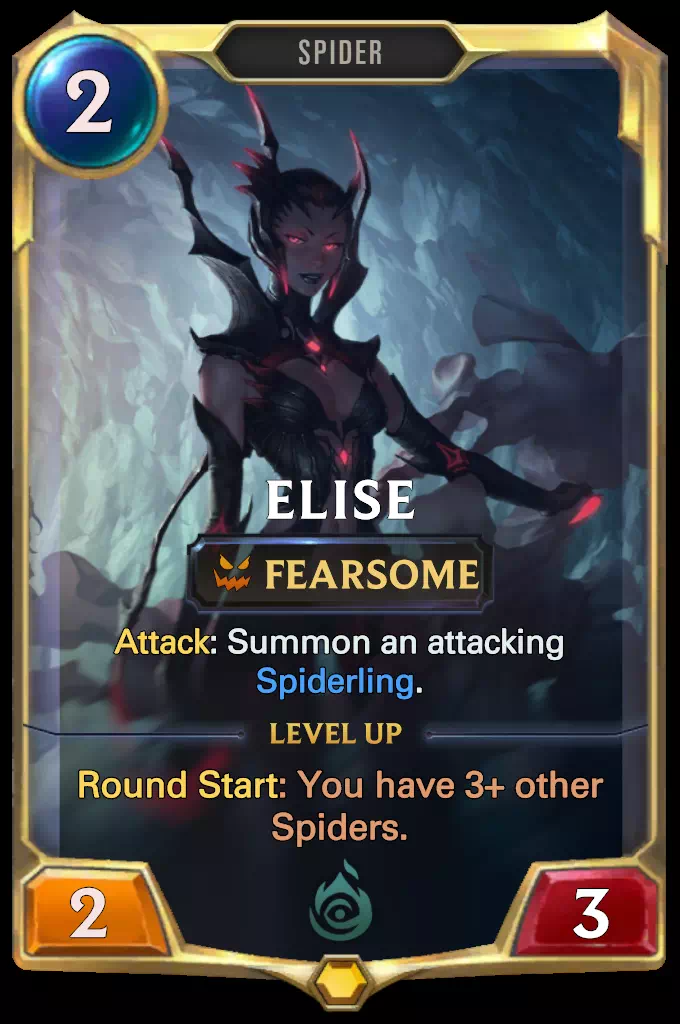 SPIDER
2
ELISE
FEARSOME
Attack: Summon an attacking
Spiderling.
LEVEL UP
Round Start: You have 3+ other
Spiders.
2
3